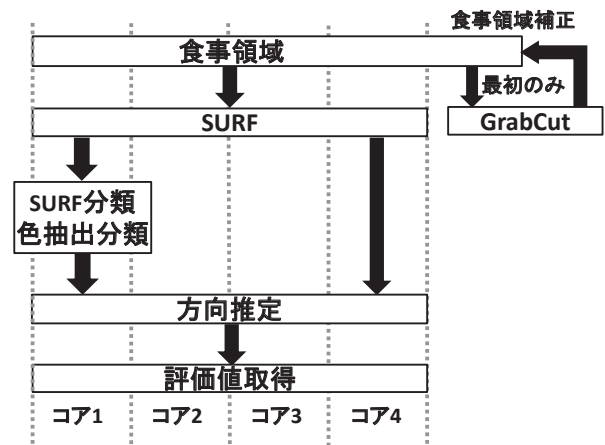 食事領域補正
食事領域
最初のみ
SURF
GrabCut
SURF分類
色抽出分類
方向推定
評価値取得
コア1 コア2 コア3 コア4